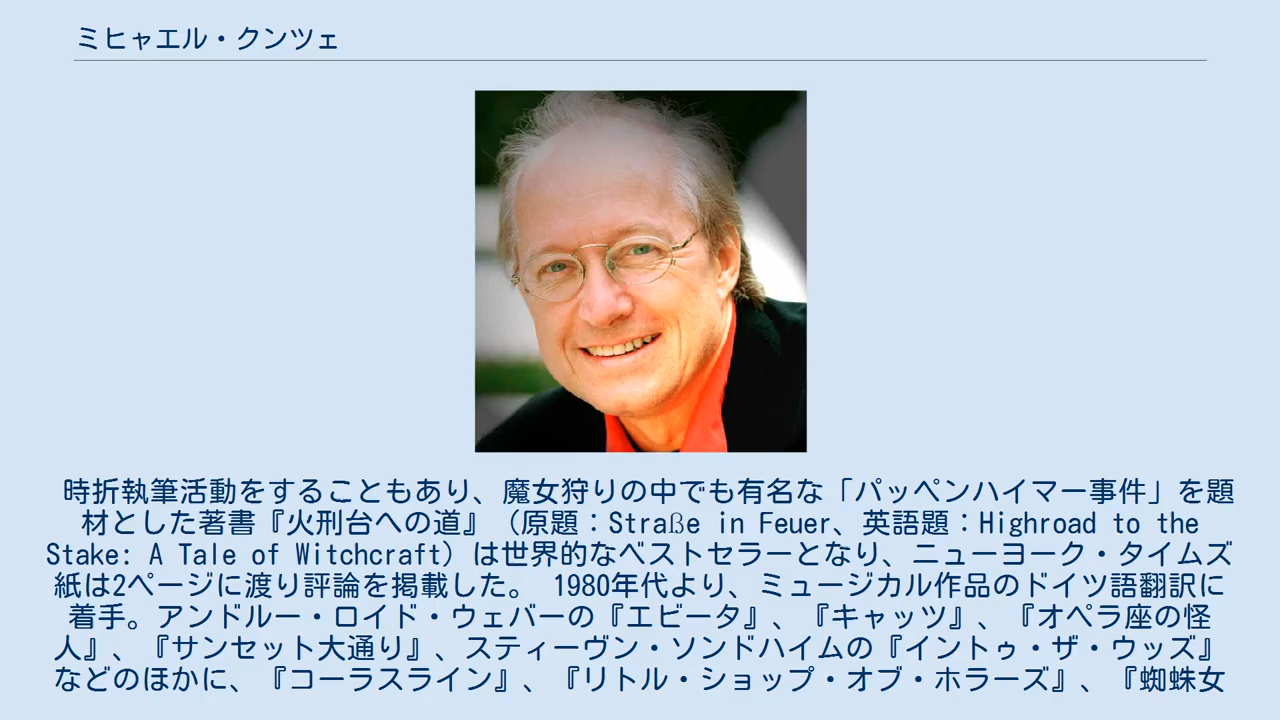 ミヒャエル・クンツェ
時折執筆活動をすることもあり、魔女狩りの中でも有名な「パッペンハイマー事件」を題
材とした著書『火刑台への道』（原題：Straße in Feuer、英語題：Highroad to the
Stake: A Tale of Witchcraft）は世界的なベストセラーとなり、ニューヨーク・タイムズ
紙は2ページに渡り評論を掲載した。 1980年代より、ミュージカル作品のドイツ語翻訳に
着手。アンドルー・ロイド・ウェバーの『エビータ』、『キャッツ』、『オペラ座の怪
人』、『サンセット大通り』、スティーヴン・ソンドハイムの『イントゥ・ザ・ウッズ』
などのほかに、『コーラスライン』、『リトル・ショップ・オブ・ホラーズ』、『蜘蛛女